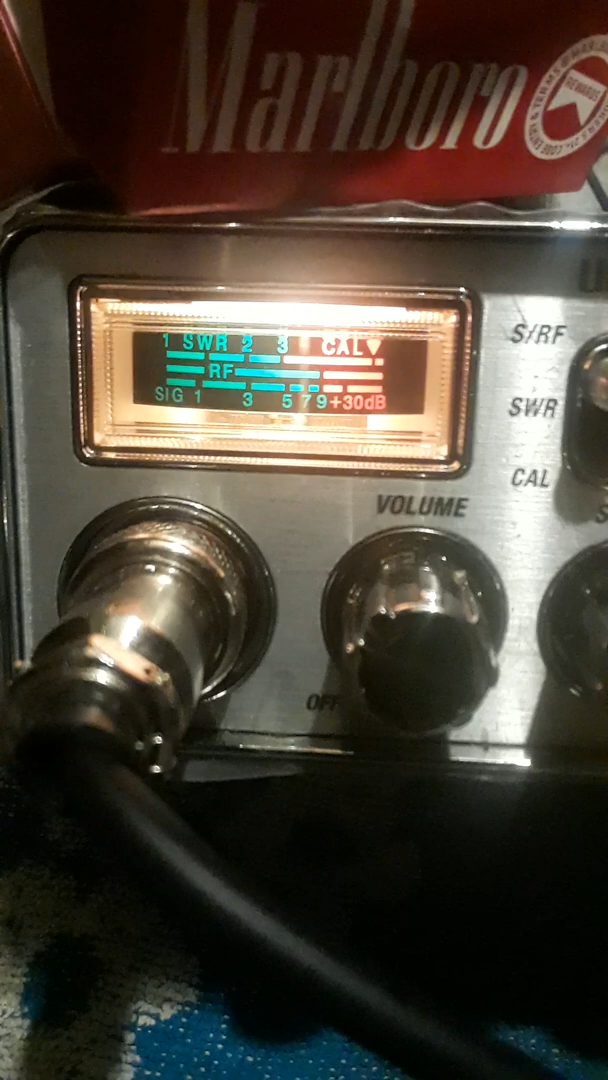 Marlboro
REWARDS
1 SWR 2 3 CAL
RF
SIG 1 3 5 7 9 +30dB
S/RF
SWR
CAL
VOLUME
OFF